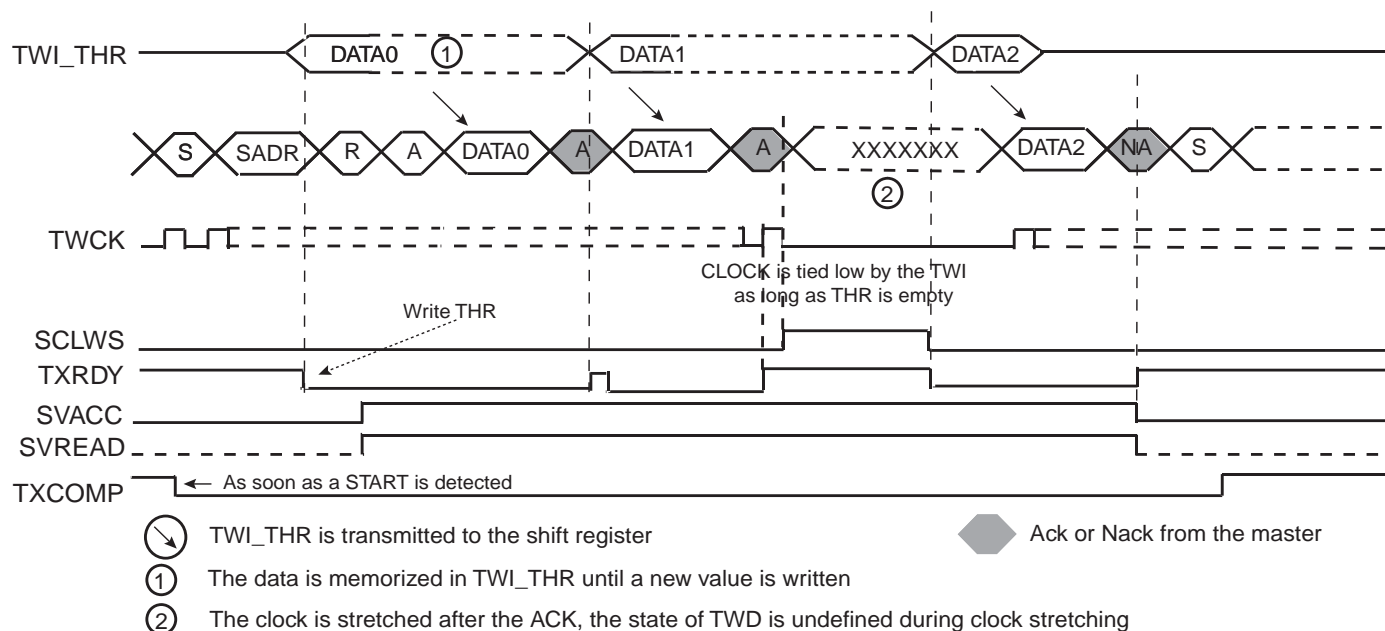 TWI_THR DATA0 1 DATA1 DATA2
S SADR R A DATA0 A DATA1 A XXXXXXX DATA2 NA S
2
TWCK
CLOCK is tied low by the TWI
as long as THR is empty
Write THR
SCLWS
TXRDY
SVACC
SVREAD
TXCOMP As soon as a START is detected
TWI_THR is transmitted to the shift register Ack or Nack from the master
1 The data is memorized in TWI_THR until a new value is written
2 The clock is stretched after the ACK, the state of TWD is undefined during clock stretching